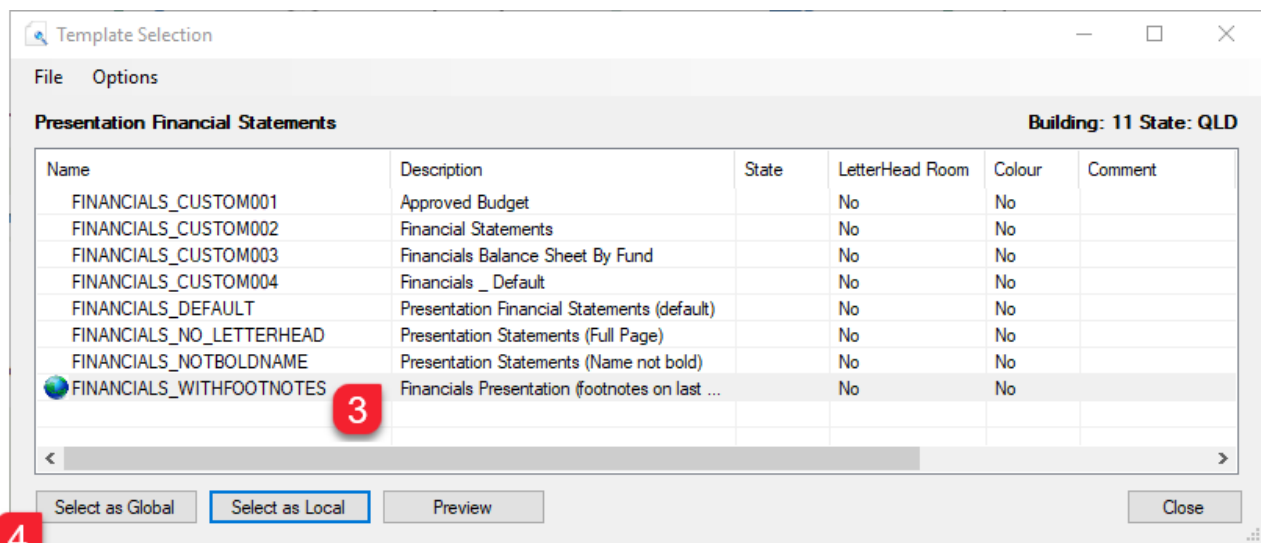 Template Selection
File Options
Presentation Financial Statements Building: 11 State: QLD
Name Description State LetterHead Room Colour Comment
FINANCIALS_CUSTOM001 Approved Budget No No
FINANCIALS_CUSTOM002 Financial Statements No No
FINANCIALS_CUSTOM003 Financials Balance Sheet By Fund No No
FINANCIALS_CUSTOM004 Financials _ Default No No
FINANCIALS_DEFAULT Presentation Financial Statements (default) No No
FINANCIALS_NO_LETTERHEAD Presentation Statements (Full Page) No No
FINANCIALS_NOTBOLDNAME Presentation Statements (Name not bold) No No
FINANCIALS_WITHFOOTNOTES Financials Presentation (footnotes on last ... No No
3
Select as Global Select as Local Preview Close
4